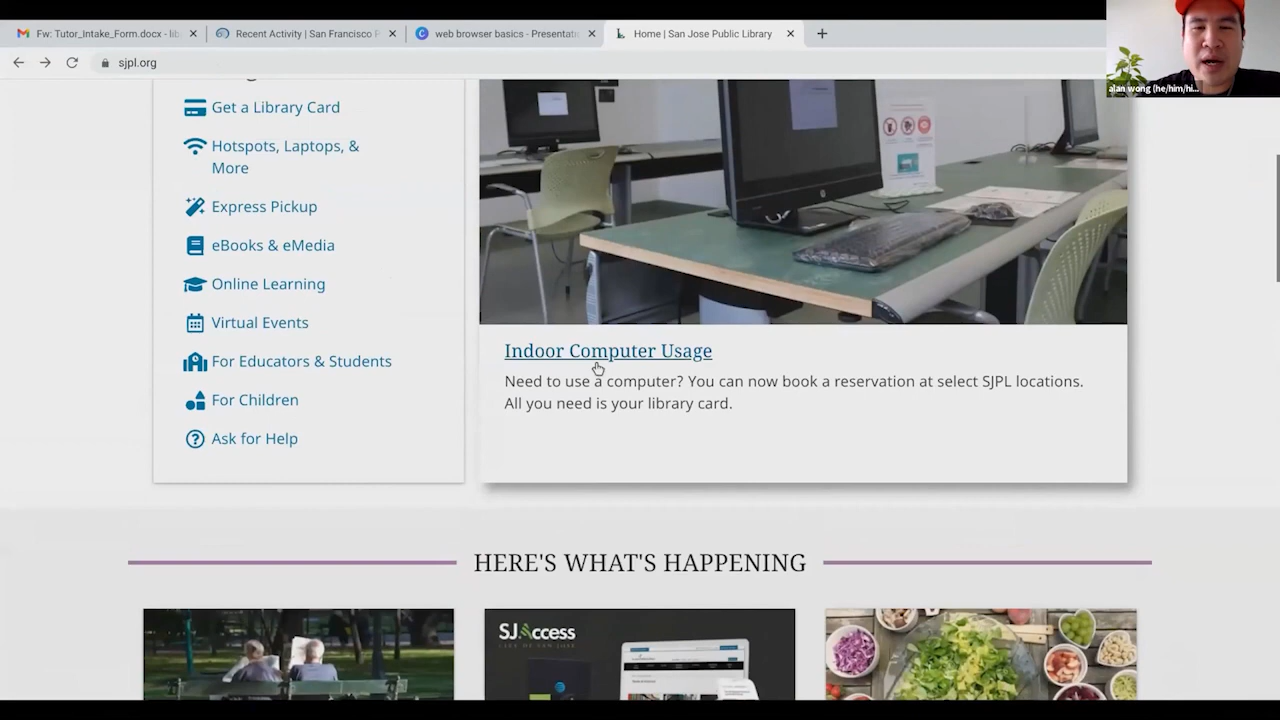 Fw: Tutor_Intake_Form.docx - lib
Recent Activity | San Francisco P
web browser basics - Presentati
Home | San Jose Public Library
sjpl.org
alan wong (he/him/hi...
Get a Library Card
Hotspots, Laptops, &
More
Express Pickup
eBooks & eMedia
Online Learning
Virtual Events
For Educators & Students
For Children
Ask for Help
Indoor Computer Usage
Need to use a computer? You can now book a reservation at select SJPL locations.
All you need is your library card.
HERE'S WHAT'S HAPPENING
SJ Access